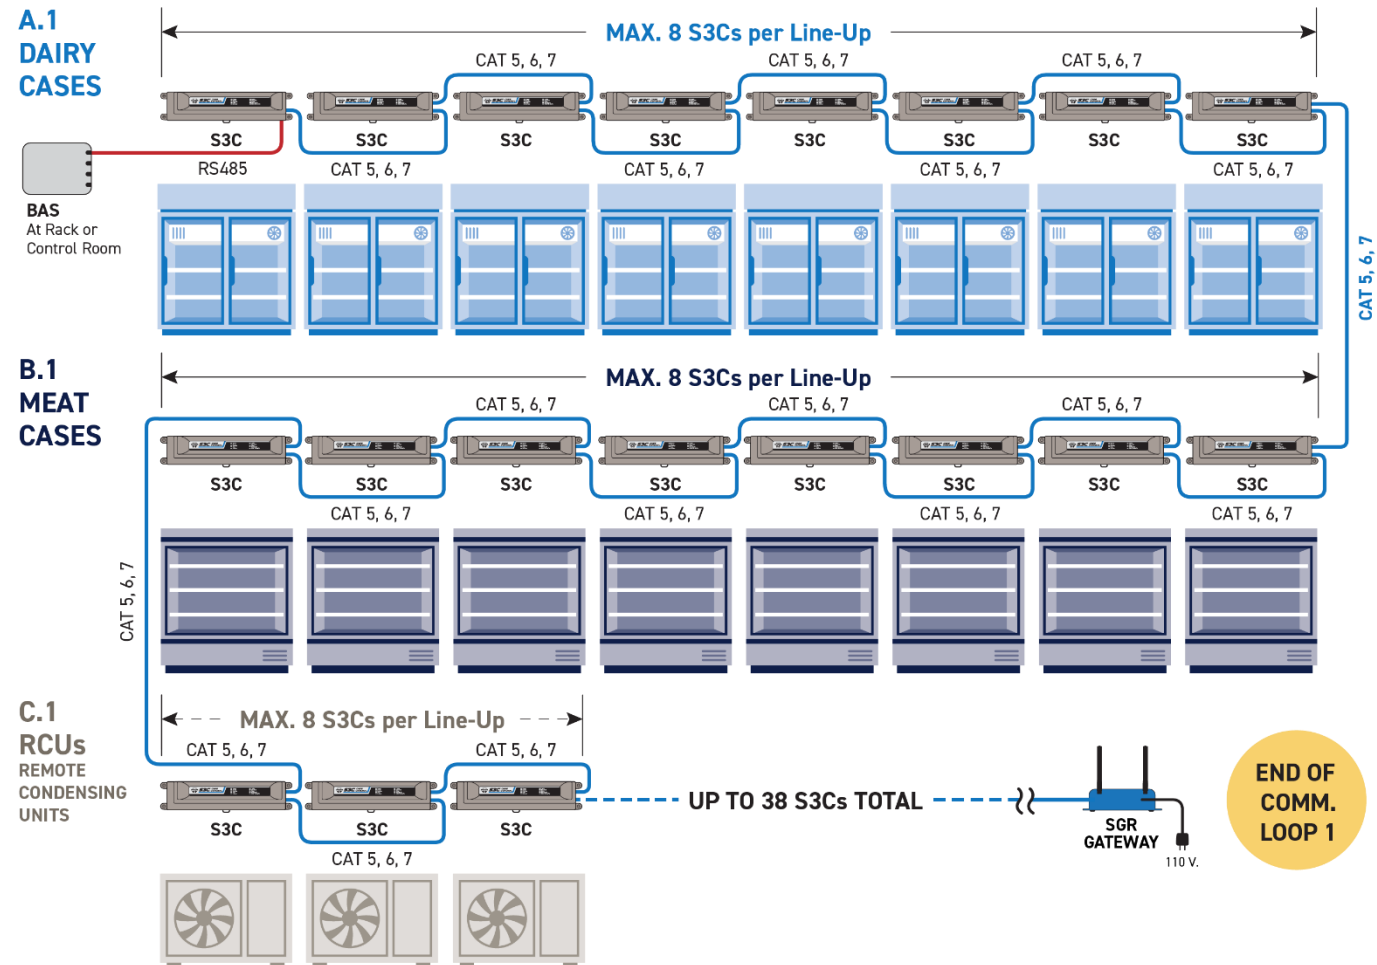 A.1
DAIRY
CASES
MAX. 8 S3Cs per Line-Up
CAT 5, 6, 7
CAT 5, 6, 7
CAT 5, 6, 7
S3C
S3C
S3C
S3C
S3C
S3C
S3C
S3C
RS485
CAT 5, 6, 7
CAT 5, 6, 7
CAT 5, 6, 7
CAT 5, 6, 7
BAS
At Rack or
Control Room
CAT 5, 6, 7
B.1
MEAT
CASES
MAX. 8 S3Cs per Line-Up
CAT 5, 6, 7
CAT 5, 6, 7
CAT 5, 6, 7
S3C
S3C
S3C
S3C
S3C
S3C
S3C
S3C
CAT 5, 6, 7
CAT 5, 6, 7
CAT 5, 6, 7
CAT 5, 6, 7
CAT 5, 6, 7
C.1
RCUs
REMOTE
CONDENSING
UNITS
MAX. 8 S3Cs per Line-Up
CAT 5, 6, 7
CAT 5, 6, 7
S3C
S3C
S3C
CAT 5, 6, 7
UP TO 38 S3Cs TOTAL
SGR
GATEWAY
110 V.
END OF
COMM.
LOOP 1